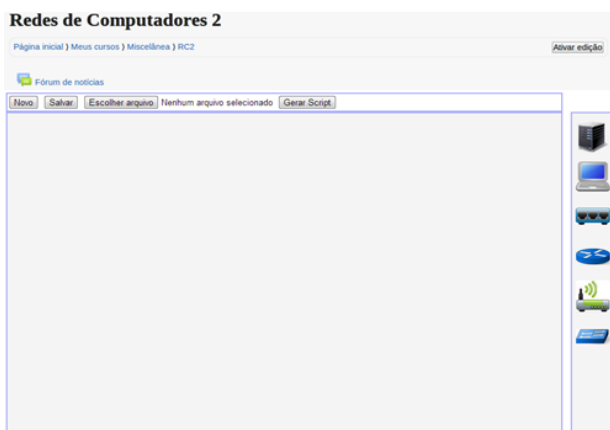 Redes de Computadores 2
Página inicial ⟩ Meus cursos ⟩ Miscelânea ⟩ RC2 Ativar edição
Fórum de notícias
Novo Salvar Escolher arquivo Nenhum arquivo selecionado Gerar Script